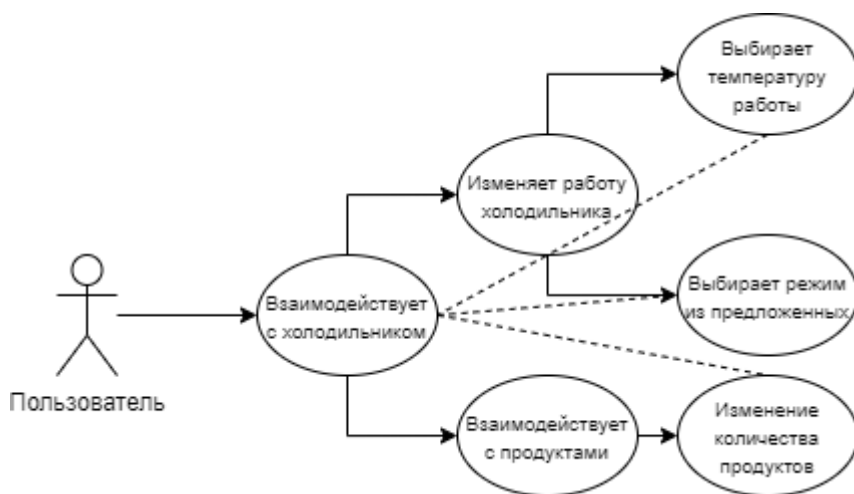 Выбирает
температуру
работы
Изменяет работу
холодильника
Взаимодействует
с холодильником
Выбирает режим
из предложенных
Пользователь
Взаимодействует
с продуктами
Изменение
количества
продуктов